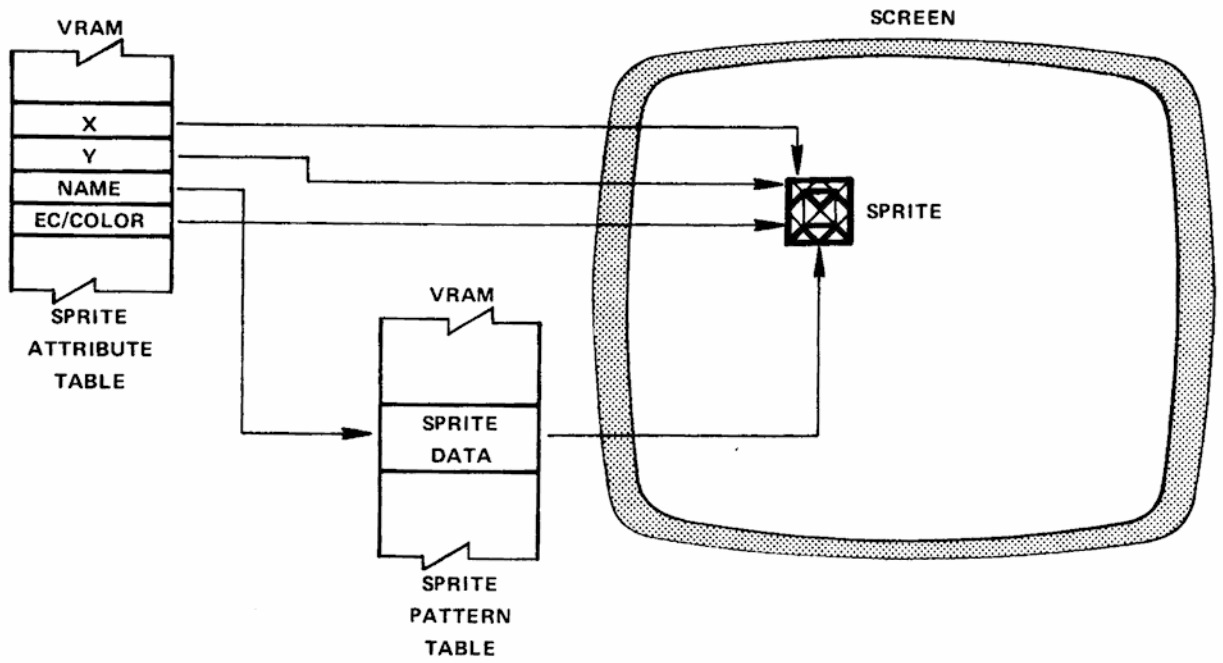 VRAM
X
Y
NAME
EC/COLOR
SPRITE
ATTRIBUTE
TABLE
VRAM
SPRITE
DATA
SPRITE
PATTERN
TABLE
SCREEN
SPRITE